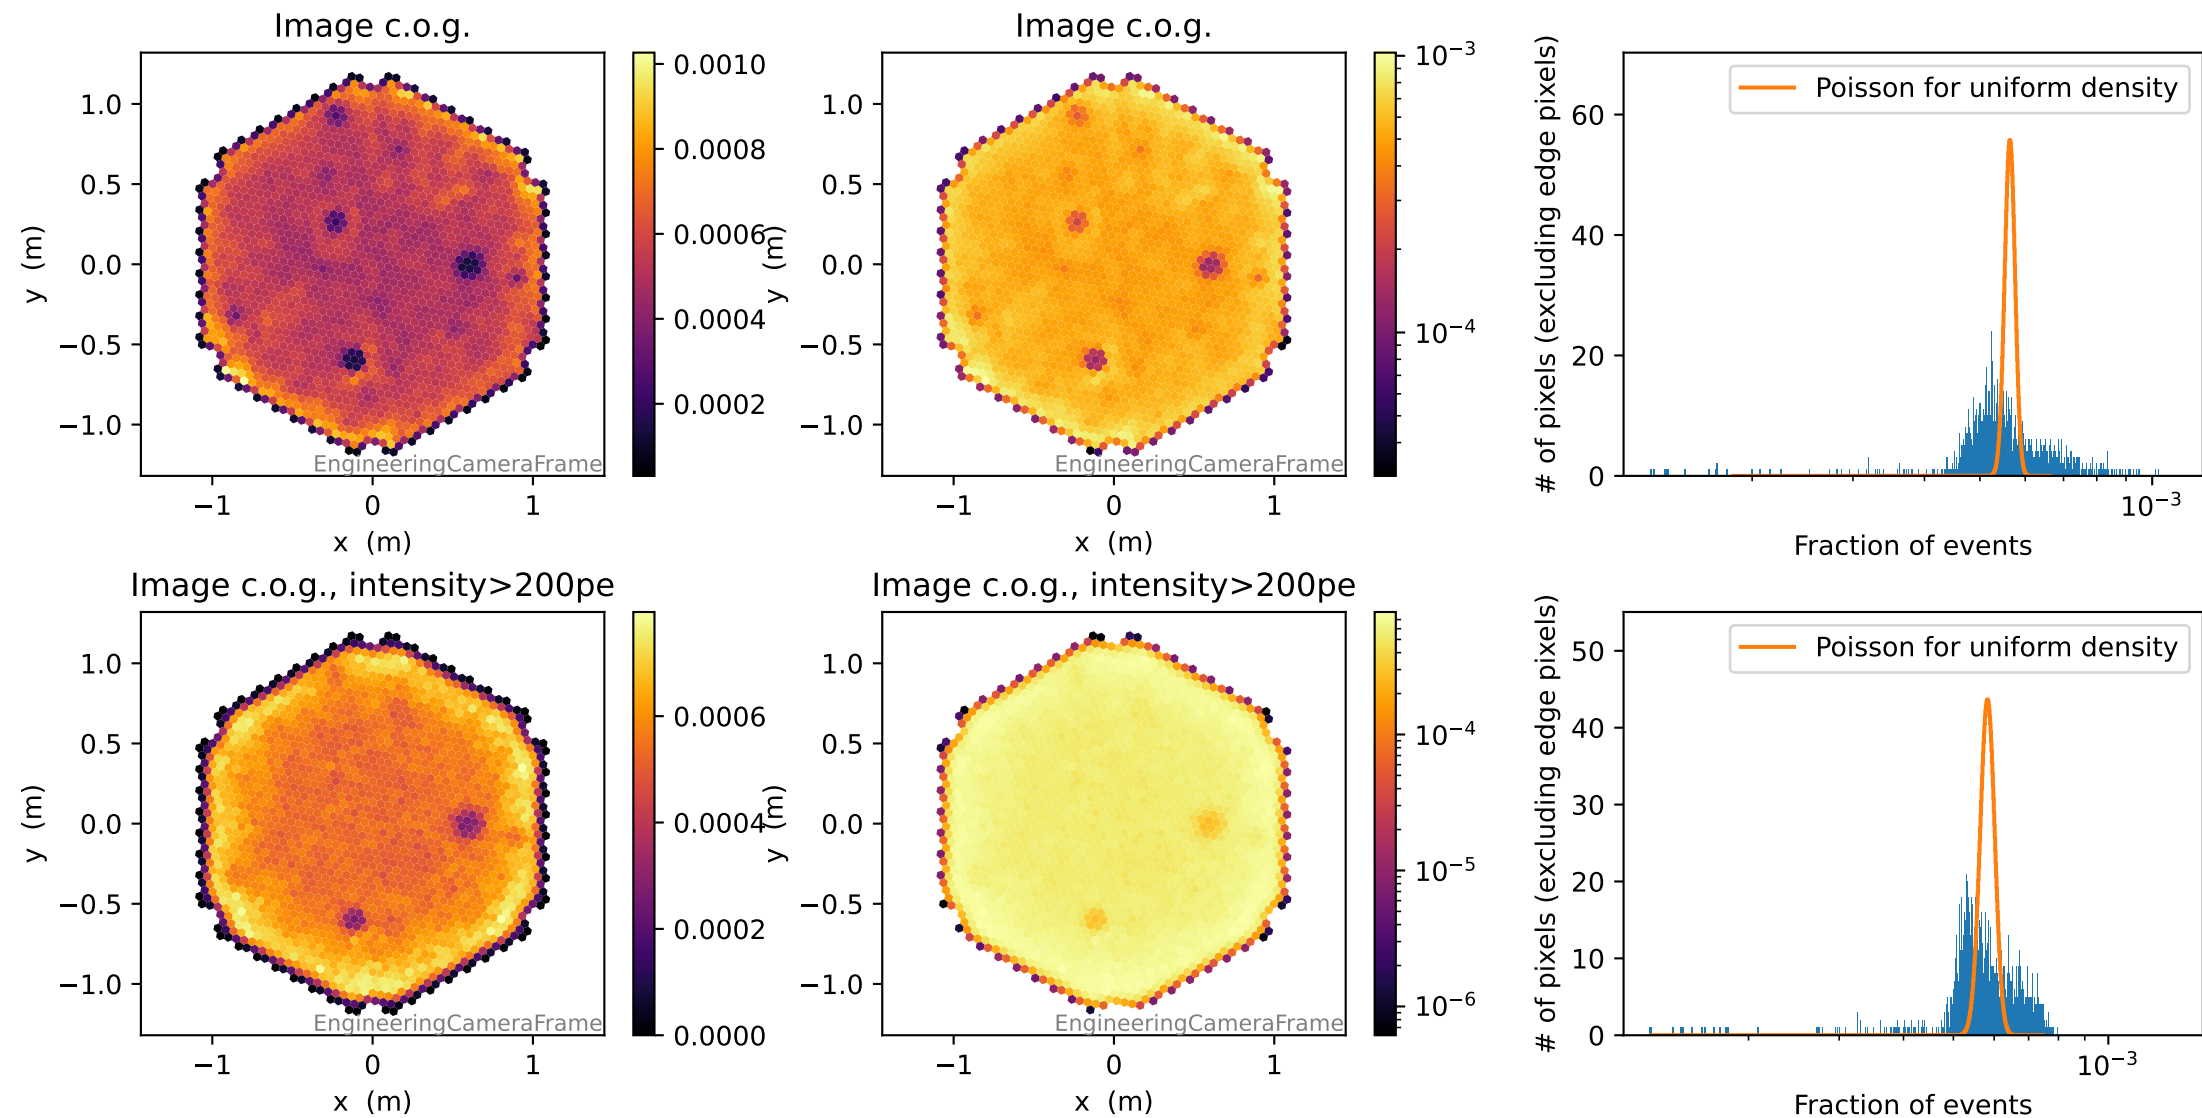 Image c.o.g.
1.0
0.5
0.0
−0.5
−1.0
y (m)
EngineeringCameraFrame
−1
0
1
x (m)
0.0010
0.0008
0.0006
0.0004
0.0002
Image c.o.g.
1.0
0.5
0.0
−0.5
−1.0
y (m)
EngineeringCameraFrame
−1
0
1
x (m)
10⁻³
10⁻⁴
# of pixels (excluding edge pixels)
60
40
20
0
Poisson for uniform density
10⁻³
Fraction of events
Image c.o.g., intensity>200pe
1.0
0.5
0.0
−0.5
−1.0
y (m)
EngineeringCameraFrame
−1
0
1
x (m)
0.0006
0.0004
0.0002
0.0000
Image c.o.g., intensity>200pe
1.0
0.5
0.0
−0.5
−1.0
y (m)
EngineeringCameraFrame
−1
0
1
x (m)
10⁻⁴
10⁻⁵
10⁻⁶
# of pixels (excluding edge pixels)
50
40
30
20
10
0
Poisson for uniform density
10⁻³
Fraction of events